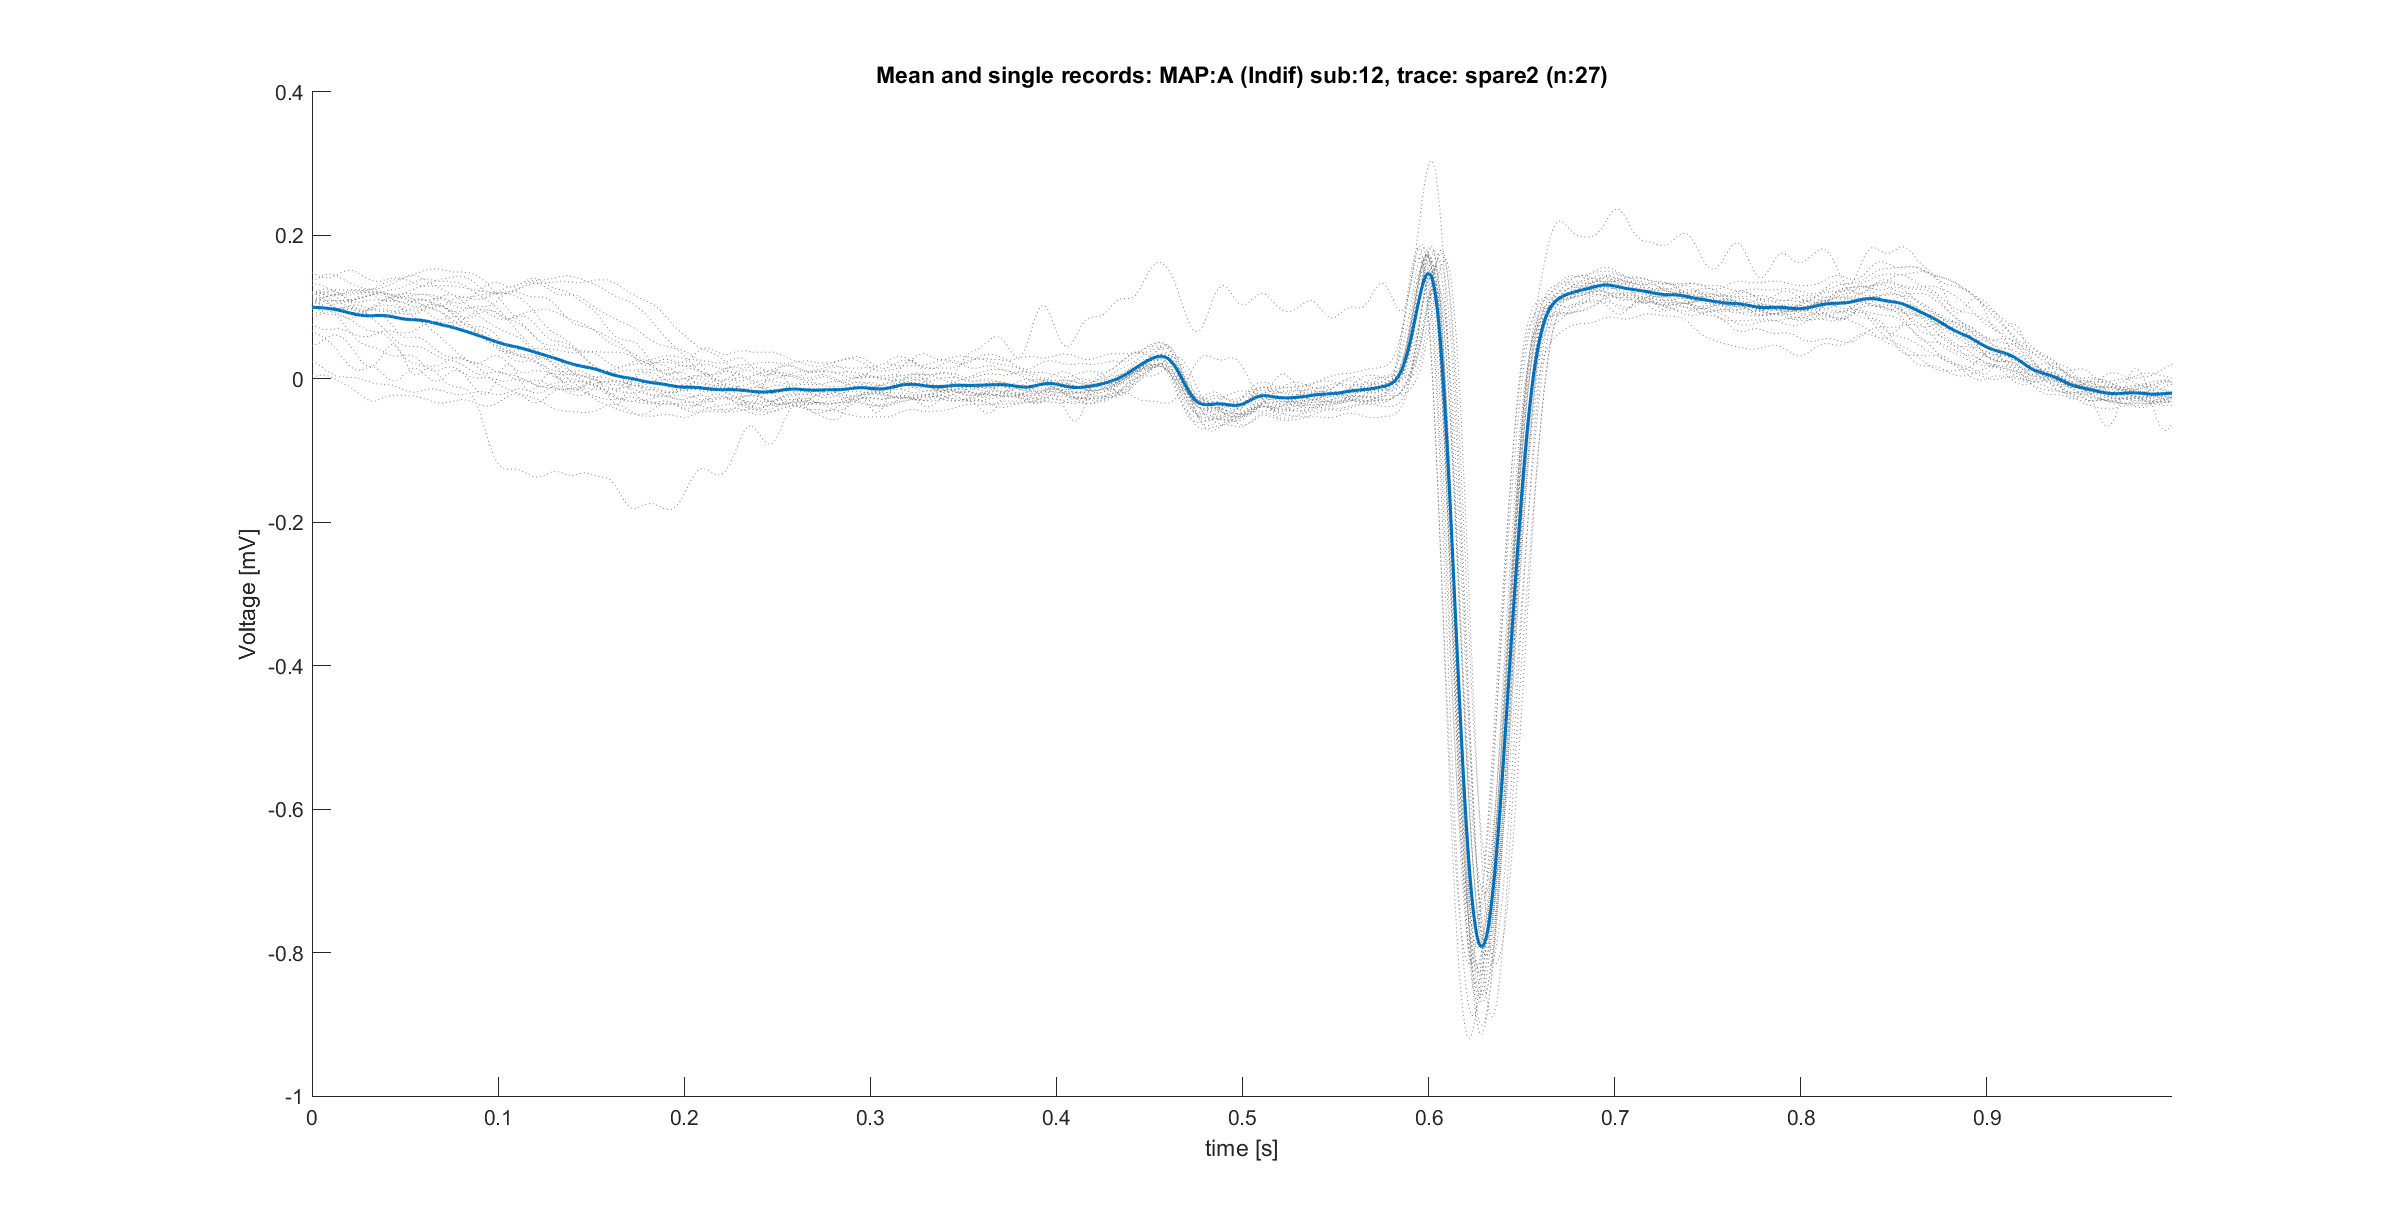 Mean and single records: MAP:A (Indif) sub:12, trace: spare2 (n:27)
0.4
0.2
0
-0.2
-0.4
-0.6
-0.8
-1
Voltage [mV]
0 0.1 0.2 0.3 0.4 0.5 0.6 0.7 0.8 0.9
time [s]